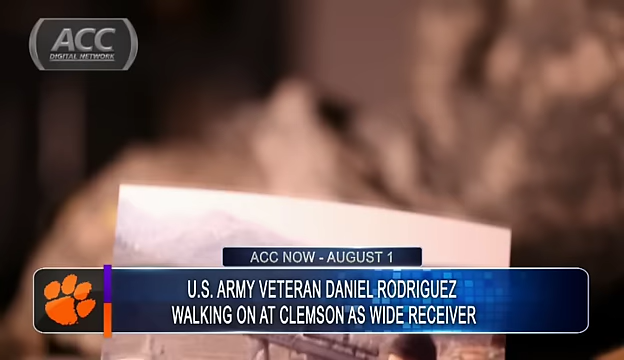 ACC
DIGITAL NETWORK
ACC NOW - AUGUST 1
U.S. ARMY VETERAN DANIEL RODRIGUEZ
WALKING ON AT CLEMSON AS WIDE RECEIVER